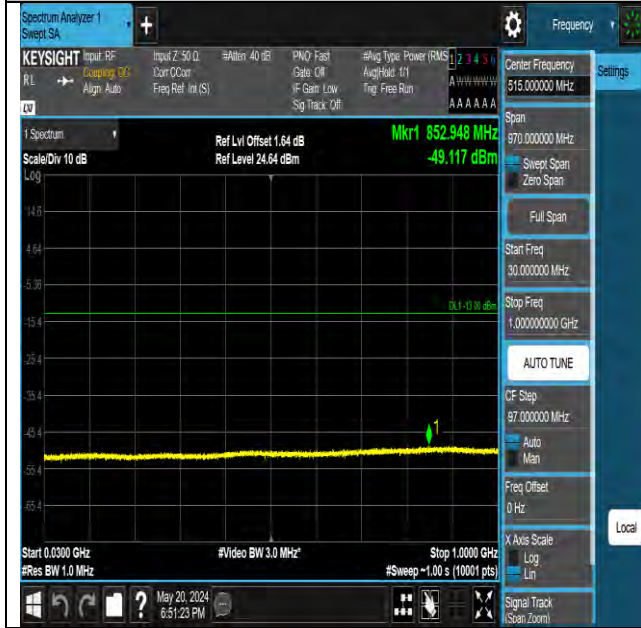 Spectrum Analyzer 1
Swept SA
+
Frequency
KEYSIGHT Input: RF Input Z: 50 Ω #Atten: 40 dB PNO: Fast #Avg Type: Power (RMS 1 2 3 4 5 6
RL Coupling: DC Corr CCorr Gate: Off Avg|Hold: 1/1 A W W W W W
Align: Auto Freq Ref: Int (S) IF Gain: Low Trig: Free Run
Sig Track: Off A A A A A A
LXI
1 Spectrum
Ref Lvl Offset 1.64 dB Mkr1 852.948 MHz
Scale/Div 10 dB Ref Level 24.64 dBm -49.117 dBm
Log
14.6
4.64
-5.36
DL1 -13.00 dBm
-15.4
-25.4
-35.4
-45.4
1
-55.4
-65.4
Start 0.0300 GHz #Video BW 3.0 MHz* Stop 1.0000 GHz
#Res BW 1.0 MHz #Sweep ~1.00 s (10001 pts)
? May 20, 2024
6:51:23 PM
Center Frequency
515.000000 MHz
Settings
Span
970.000000 MHz
Swept Span
Zero Span
Full Span
Start Freq
30.000000 MHz
Stop Freq
1.000000000 GHz
AUTO TUNE
CF Step
97.000000 MHz
Auto
Man
Freq Offset
0 Hz
Local
X Axis Scale
Log
Lin
Signal Track
(Span Zoom)